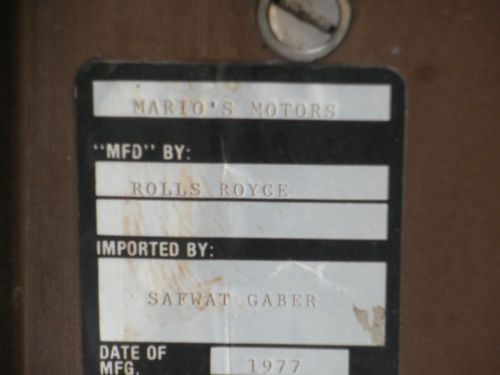 MARIO'S MOTORS
"MFD" BY:
ROLLS ROYCE
IMPORTED BY:
SAFWAT GABER
DATE OF
MFG. 1977